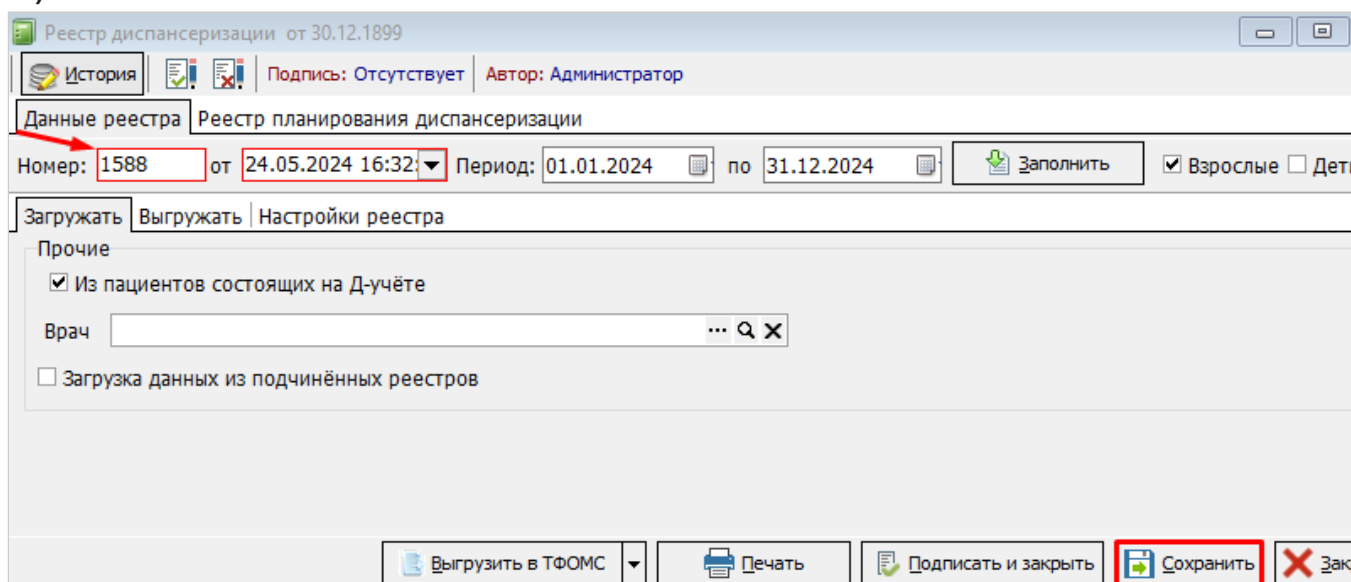 Реестр диспансеризации от 30.12.1899
История Подпись: Отсутствует Автор: Администратор
Данные реестра Реестр планирования диспансеризации
Номер: 1588 от 24.05.2024 16:32: Период: 01.01.2024 по 31.12.2024 Заполнить Взрослые Дет
Загружать Выгружать Настройки реестра
Прочие
Из пациентов состоящих на Д-учёте
Врач
Загрузка данных из подчинённых реестров
Выгрузить в ТФОМС Печать Подписать и закрыть Сохранить Зак